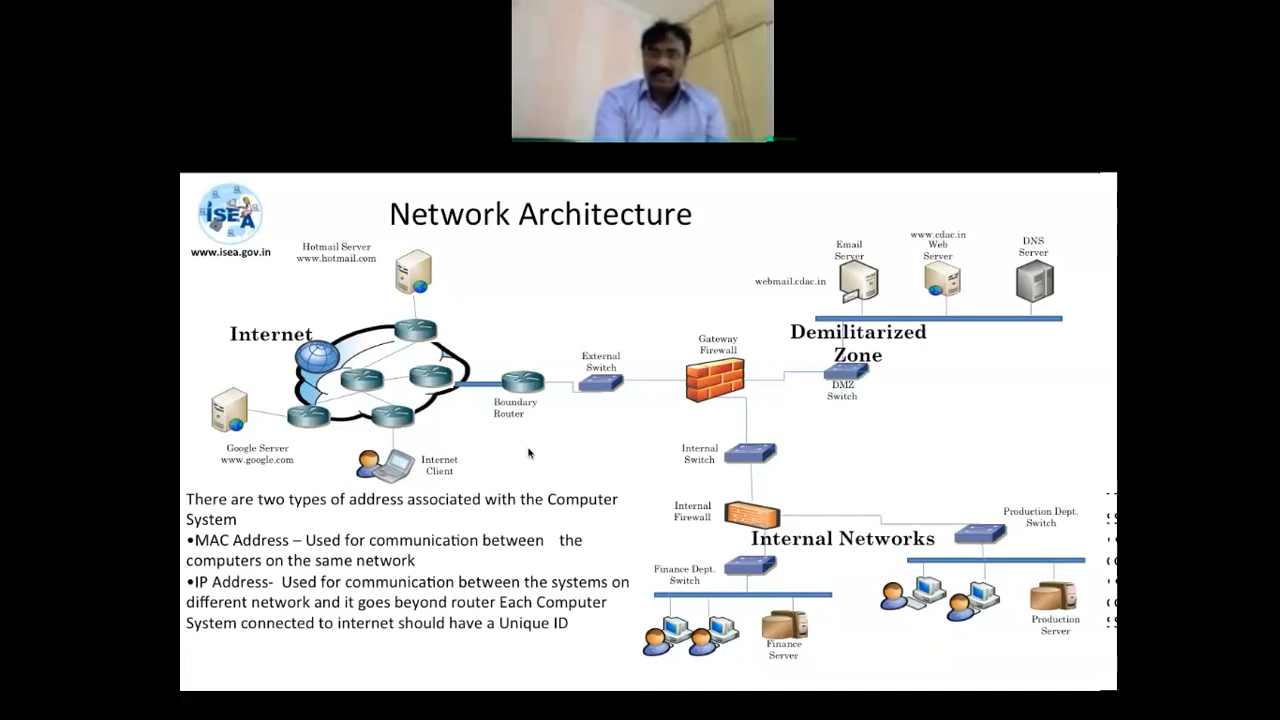 ISEA
www.isea.gov.in
Network Architecture
Hotmail Server
www.hotmail.com
Internet
Google Server
www.google.com
Internet
Client
Boundary
Router
External
Switch
Gateway
Firewall
Email
Server
webmail.cdac.in
www.cdac.in
Web
Server
DNS
Server
Demilitarized
Zone
DMZ
Switch
Internal
Switch
Internal
Firewall
Internal Networks
Production Dept.
Switch
Production
Server
Finance Dept.
Switch
Finance
Server
There are two types of address associated with the Computer
System
•MAC Address – Used for communication between the
computers on the same network
•IP Address- Used for communication between the systems on
different network and it goes beyond router Each Computer
System connected to internet should have a Unique ID